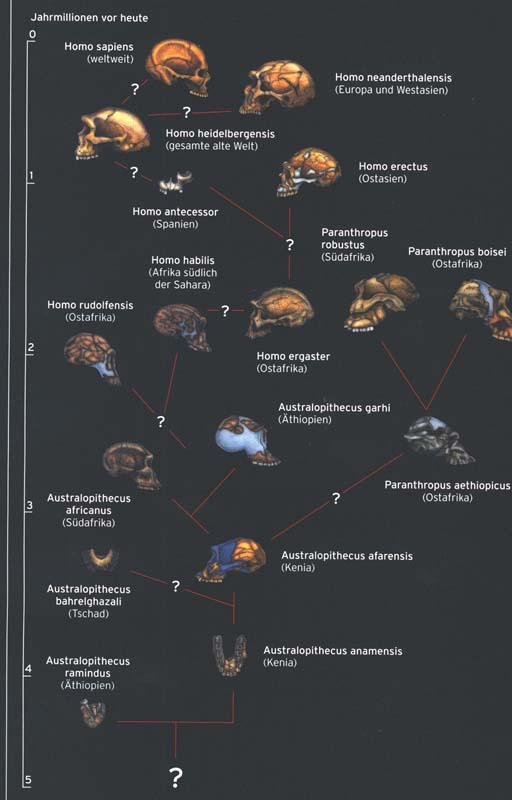 Jahrmillionen vor heute
0
Homo sapiens
(weltweit)
?
Homo neanderthalensis
(Europa und Westasien)
?
Homo heidelbergensis
(gesamte alte Welt)
?
1
Homo erectus
(Ostasien)
Homo antecessor
(Spanien)
?
Paranthropus
robustus
(Südafrika)
Paranthropus boisei
(Ostafrika)
Homo habilis
(Afrika südlich
der Sahara)
Homo rudolfensis
(Ostafrika)
?
2
Homo ergaster
(Ostafrika)
?
Australopithecus garhi
(Äthiopien)
Paranthropus aethiopicus
(Ostafrika)
Australopithecus
africanus
(Südafrika)
?
3
Australopithecus afarensis
(Kenia)
?
Australopithecus
bahrelghazali
(Tschad)
Australopithecus anamensis
(Kenia)
Australopithecus
ramindus
(Äthiopien)
4
?
5